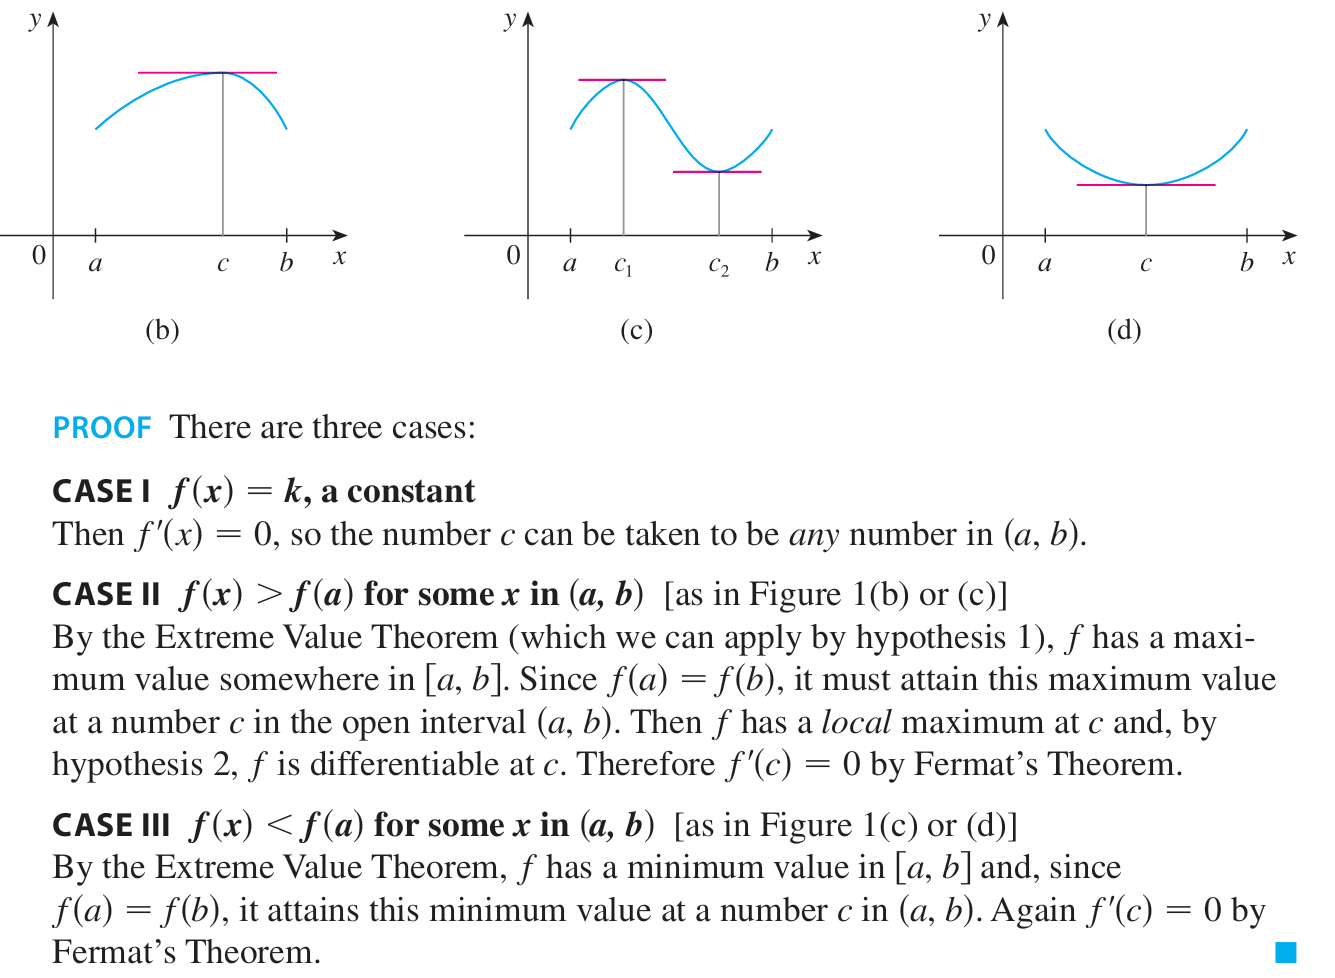 y y y
0 a c b x 0 a c₁ c₂ b x 0 a c b x
(b) (c) (d)
PROOF There are three cases:
CASE I f(x) = k, a constant
Then f′(x) = 0, so the number c can be taken to be any number in (a, b).
CASE II f(x) > f(a) for some x in (a, b) [as in Figure 1(b) or (c)]
By the Extreme Value Theorem (which we can apply by hypothesis 1), f has a maxi-
mum value somewhere in [a, b]. Since f(a) = f(b), it must attain this maximum value
at a number c in the open interval (a, b). Then f has a local maximum at c and, by
hypothesis 2, f is differentiable at c. Therefore f′(c) = 0 by Fermat’s Theorem.
CASE III f(x) < f(a) for some x in (a, b) [as in Figure 1(c) or (d)]
By the Extreme Value Theorem, f has a minimum value in [a, b] and, since
f(a) = f(b), it attains this minimum value at a number c in (a, b). Again f′(c) = 0 by
Fermat’s Theorem.